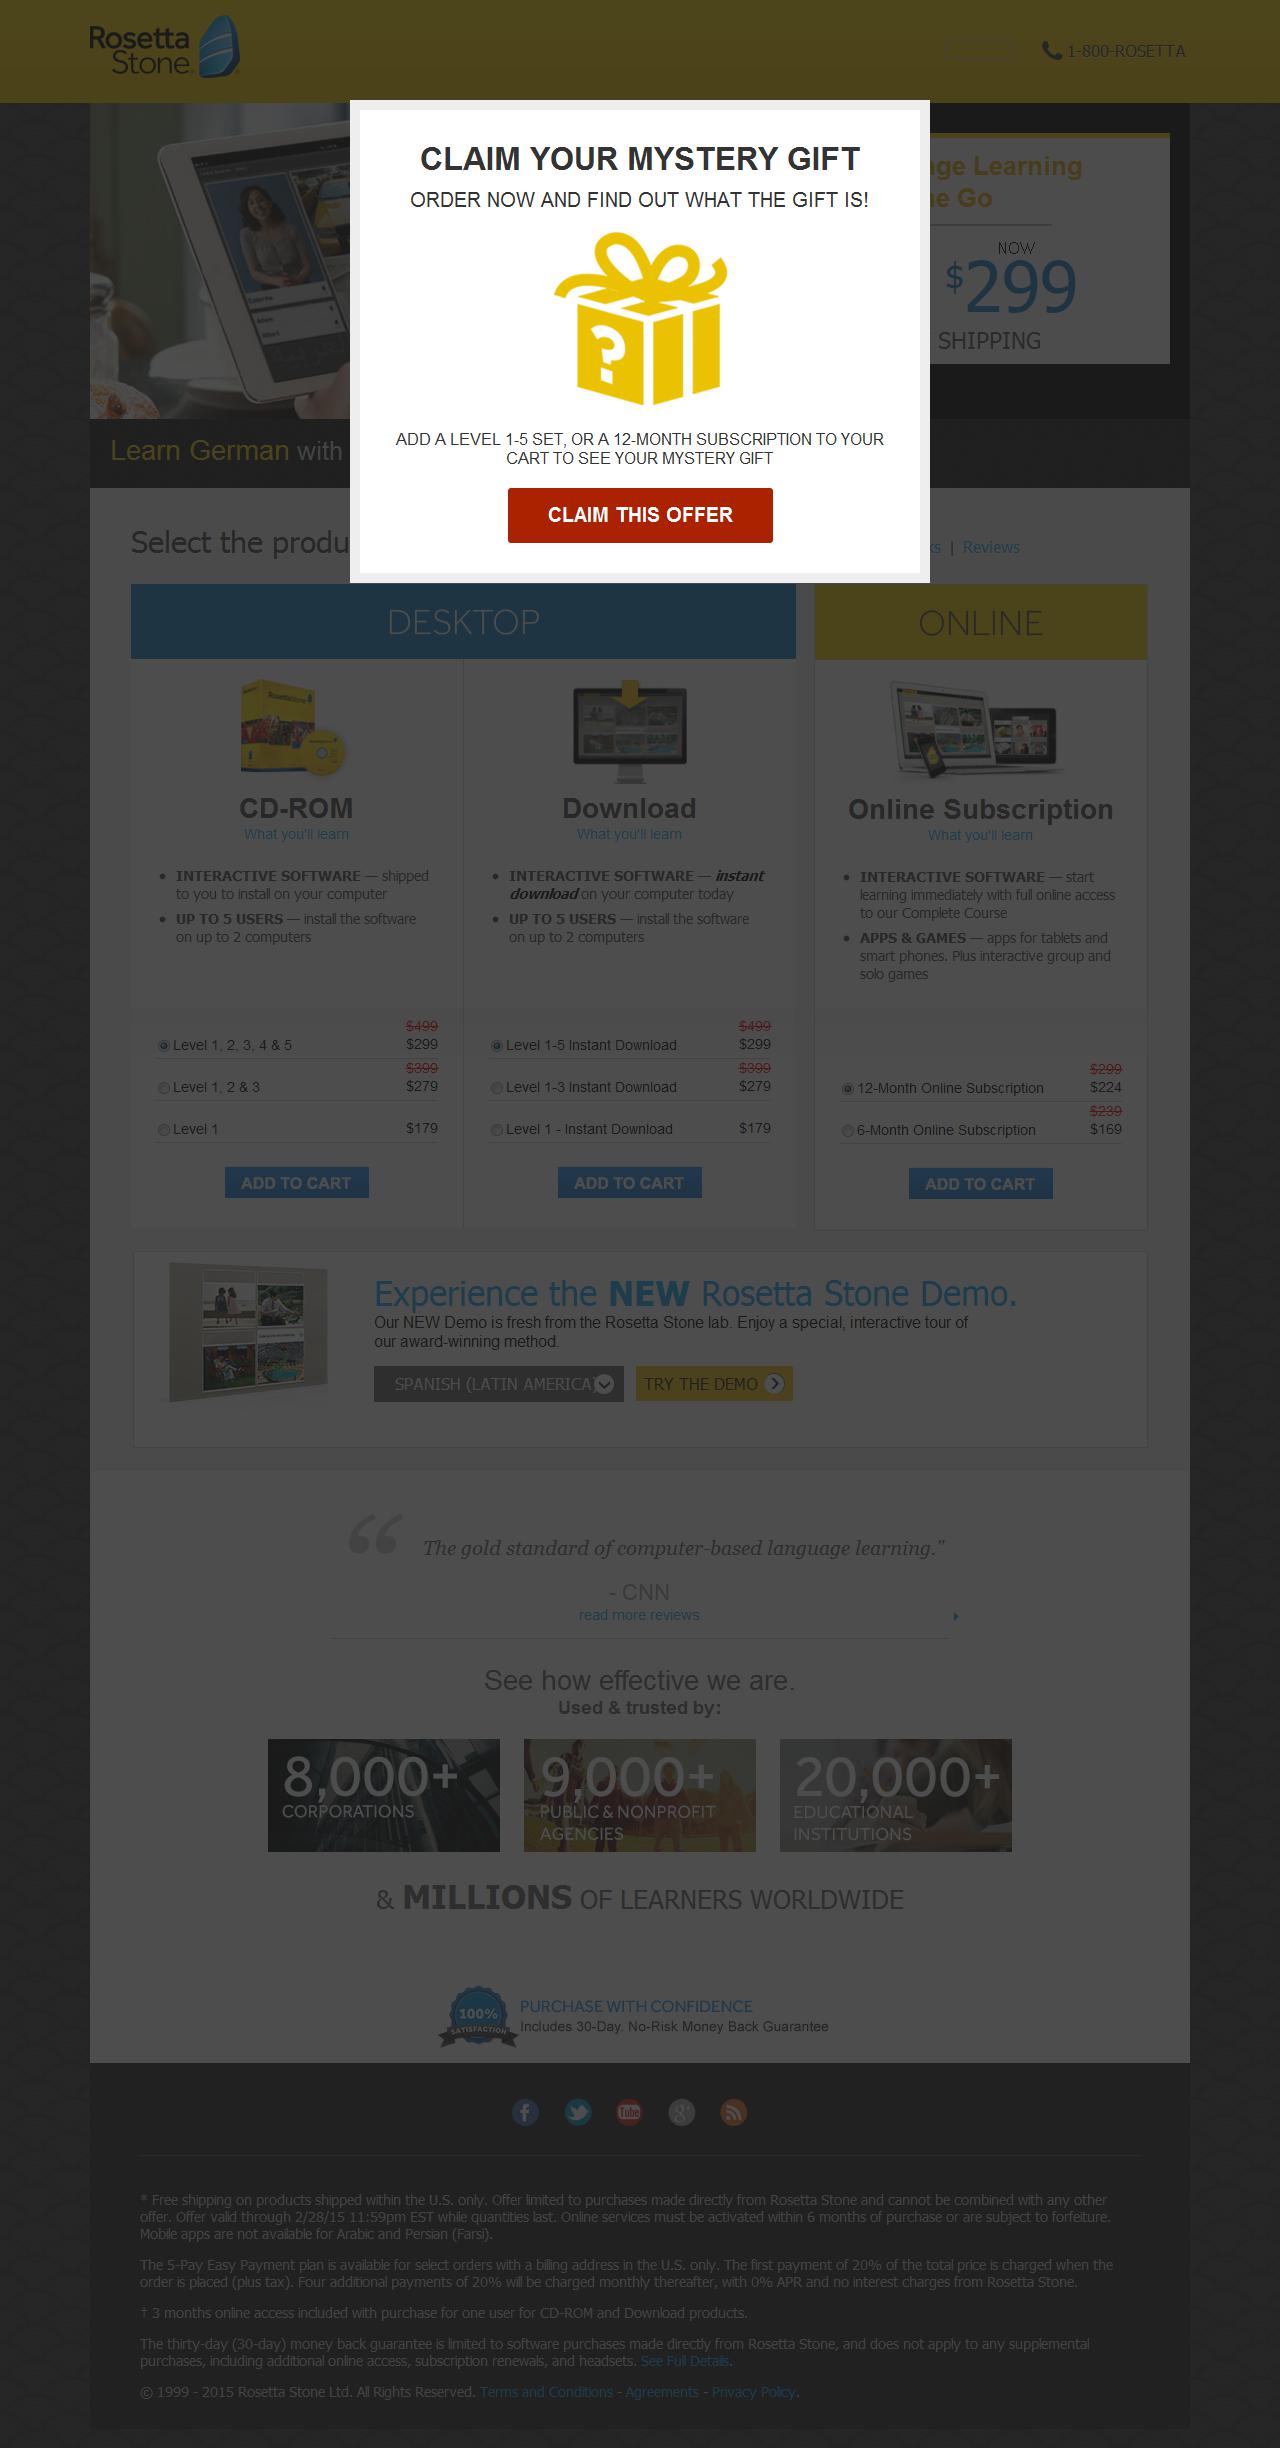 Rosetta
Stone
1-800-ROSETTA
CLAIM YOUR MYSTERY GIFT
ORDER NOW AND FIND OUT WHAT THE GIFT IS!
?
ADD A LEVEL 1-5 SET, OR A 12-MONTH SUBSCRIPTION TO YOUR
CART TO SEE YOUR MYSTERY GIFT
CLAIM THIS OFFER
Learning
Go
NOW
$299
SHIPPING
Learn German with
Select the
| Reviews
DESKTOP
CD-ROM
What you'll learn
• INTERACTIVE SOFTWARE — shipped
to you to install on your computer
• UP TO 5 USERS — install the software
on up to 2 computers
$499
Level 1, 2, 3, 4 & 5 $299
$399
Level 1, 2 & 3 $279
Level 1 $179
ADD TO CART
Download
What you'll learn
• INTERACTIVE SOFTWARE — instant
download on your computer today
• UP TO 5 USERS — install the software
on up to 2 computers
$499
Level 1-5 Instant Download $299
$399
Level 1-3 Instant Download $279
Level 1 - Instant Download $179
ADD TO CART
ONLINE
Online Subscription
What you'll learn
• INTERACTIVE SOFTWARE — start
learning immediately with full online access
to our Complete Course
• APPS & GAMES — apps for tablets and
smart phones. Plus interactive group and
solo games
$299
12-Month Online Subscription $224
$239
6-Month Online Subscription $169
ADD TO CART
Experience the NEW Rosetta Stone Demo.
Our NEW Demo is fresh from the Rosetta Stone lab. Enjoy a special, interactive tour of
our award-winning method.
SPANISH (LATIN AMERICA)
TRY THE DEMO
“ The gold standard of computer-based language learning."
- CNN
read more reviews
See how effective we are.
Used & trusted by:
8,000+
CORPORATIONS
9,000+
PUBLIC & NONPROFIT
AGENCIES
20,000+
EDUCATIONAL
INSTITUTIONS
& MILLIONS OF LEARNERS WORLDWIDE
100%
SATISFACTION
PURCHASE WITH CONFIDENCE
Includes 30-Day. No-Risk Money Back Guarantee
* Free shipping on products shipped within the U.S. only. Offer limited to purchases made directly from Rosetta Stone and cannot be combined with any other
offer. Offer valid through 2/28/15 11:59pm EST while quantities last. Online services must be activated within 6 months of purchase or are subject to forfeiture.
Mobile apps are not available for Arabic and Persian (Farsi).
The 5-Pay Easy Payment plan is available for select orders with a billing address in the U.S. only. The first payment of 20% of the total price is charged when the
order is placed (plus tax). Four additional payments of 20% will be charged monthly thereafter, with 0% APR and no interest charges from Rosetta Stone.
† 3 months online access included with purchase for one user for CD-ROM and Download products.
The thirty-day (30-day) money back guarantee is limited to software purchases made directly from Rosetta Stone, and does not apply to any supplemental
purchases, including additional online access, subscription renewals, and headsets. See Full Details.
© 1999 - 2015 Rosetta Stone Ltd. All Rights Reserved. Terms and Conditions - Agreements - Privacy Policy.